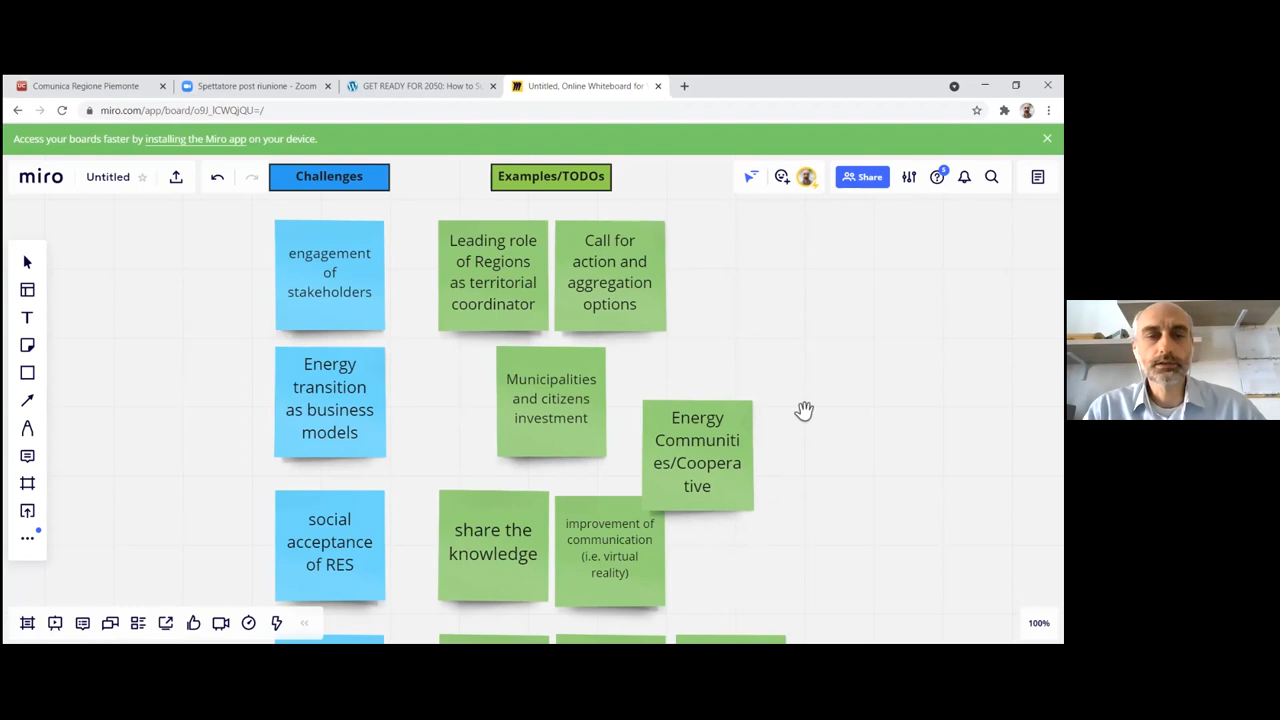 Comunica Regione Piemonte
Spettatore post riunione - Zoom
GET READY FOR 2050: How to Su
Untitled, Online Whiteboard for V
miro.com/app/board/o9J_lCWQjQU=/
Access your boards faster by installing the Miro app on your device.
miro
Untitled
Challenges
Examples/TODOs
Share
5
engagement
of
stakeholders
Leading role
of Regions
as territorial
coordinator
Call for
action and
aggregation
options
Energy
transition
as business
models
Municipalities
and citizens
investment
Energy
Communiti
es/Coopera
tive
social
acceptance
of RES
share the
knowledge
improvement of
communication
(i.e. virtual
reality)
100%